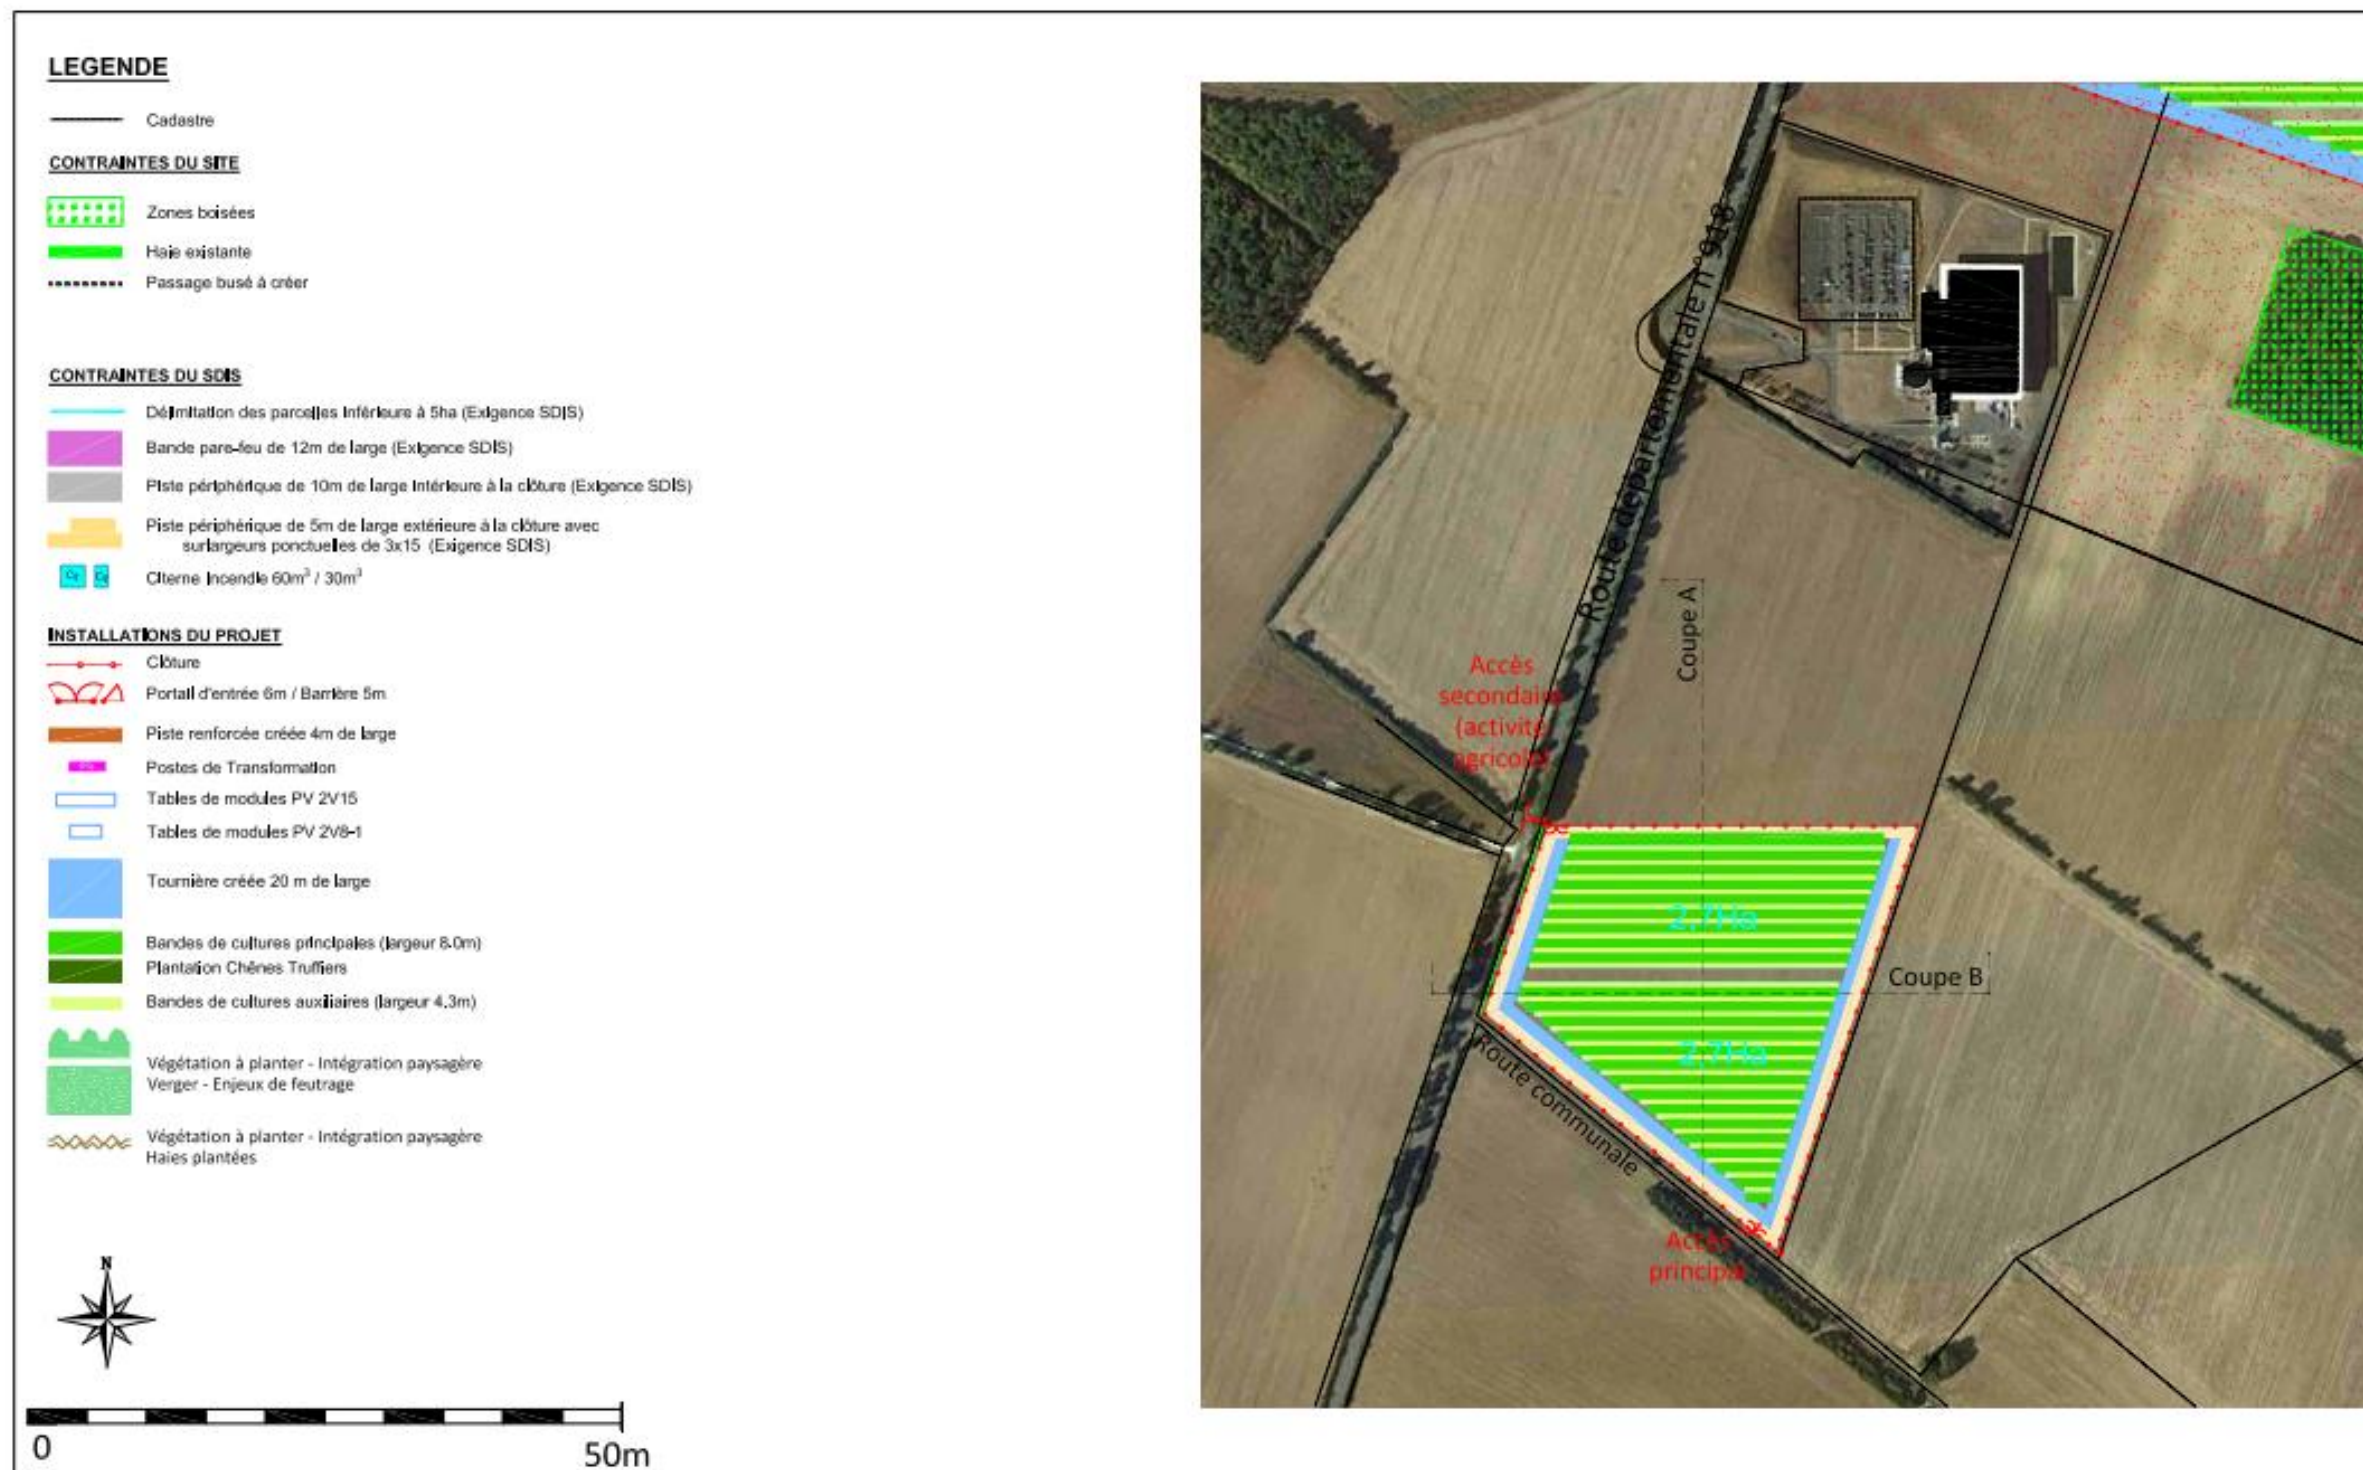 LEGENDE
Cadastre
CONTRAINTES DU SITE
Zones boisées
Haie existante
Passage busé à créer
CONTRAINTES DU SDIS
Délimitation des parcelles inférieure à 5ha (Exigence SDIS)
Bande pare-feu de 12m de large (Exigence SDIS)
Piste périphérique de 10m de large intérieure à la clôture (Exigence SDIS)
Piste périphérique de 5m de large extérieure à la clôture avec
surlargeurs ponctuelles de 3x15 (Exigence SDIS)
Citerne Incendie 60m³ / 30m³
INSTALLATIONS DU PROJET
Clôture
Portail d'entrée 6m / Barrière 5m
Piste renforcée créée 4m de large
Postes de Transformation
Tables de modules PV 2V15
Tables de modules PV 2V8-1
Tournière créée 20 m de large
Bandes de cultures principales (largeur 8.0m)
Plantation Chênes Truffiers
Bandes de cultures auxiliaires (largeur 4.3m)
Végétation à planter - Intégration paysagère
Verger - Enjeux de feutrage
Végétation à planter - Intégration paysagère
Haies plantées
N
0
50m
Route départementale n°918
Coupe A
Accès
secondaire
(activité
agricole)
2,7Ha
Coupe B
2,7Ha
Route communale
Accès
principal